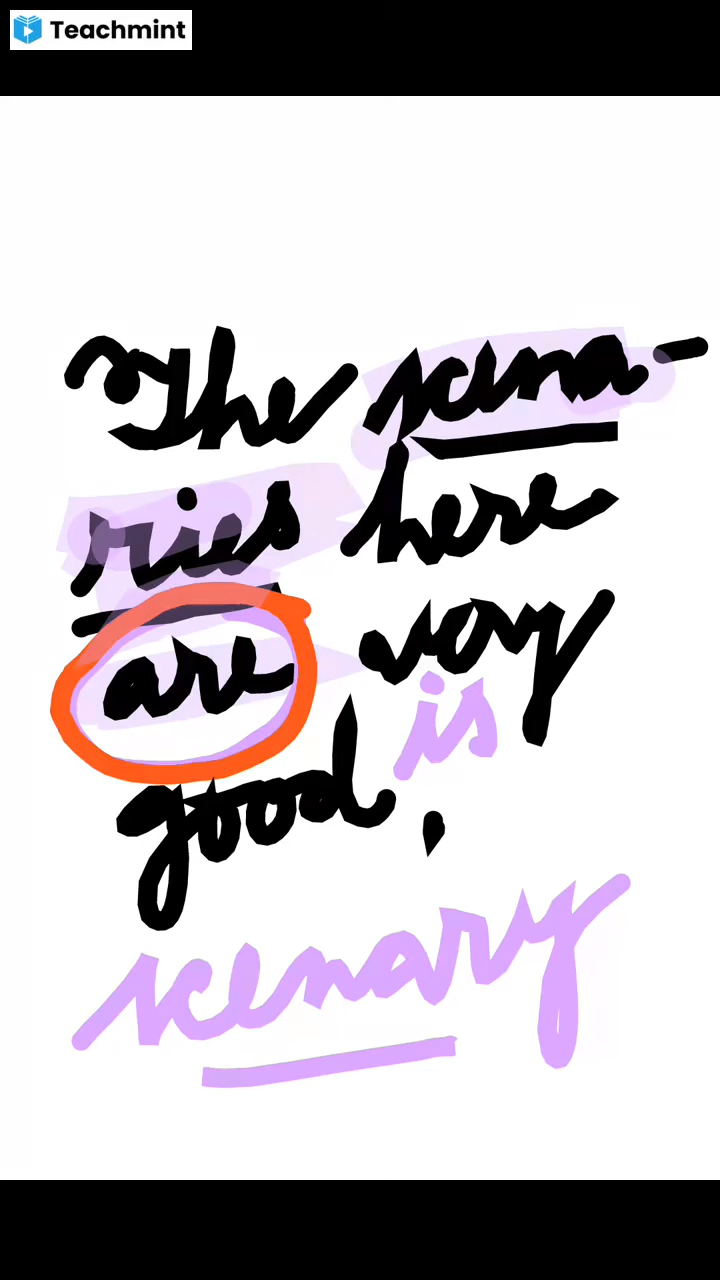 Teachmint
The scena-
ries here
are very
is
good.
scenary